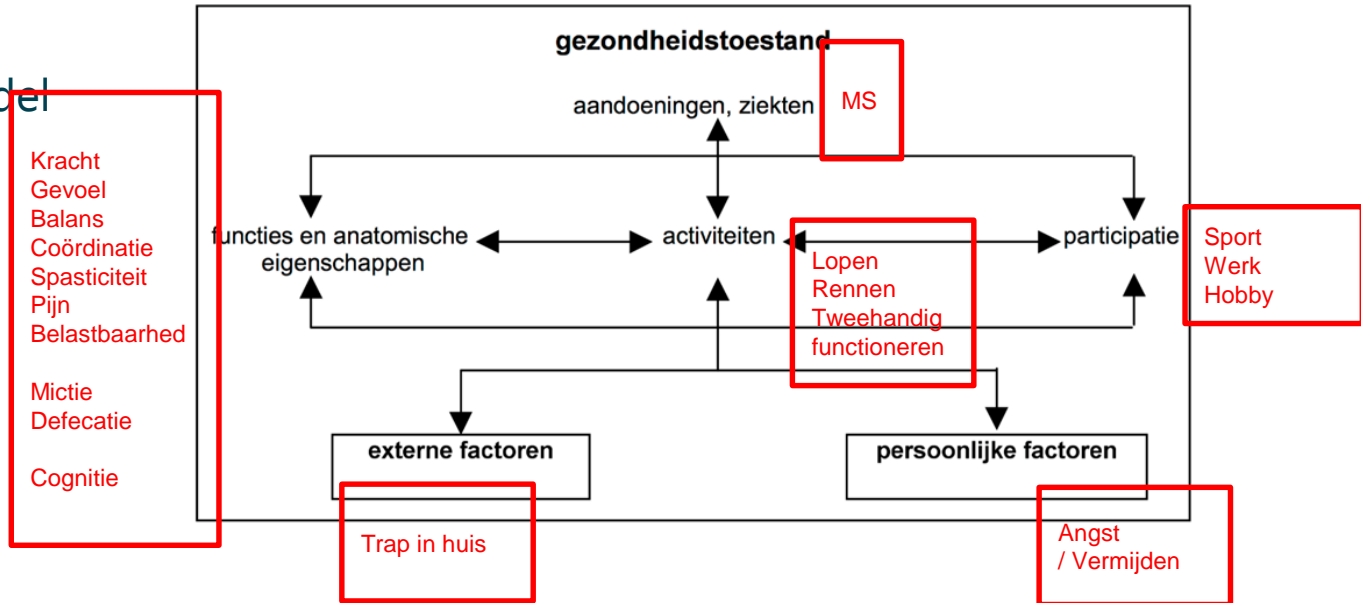 gezondheidstoestand
del
aandoeningen, ziekten
MS
Kracht
Gevoel
Balans
Coördinatie
Spasticiteit
Pijn
Belastbaarhed
Mictie
Defecatie
Cognitie
functies en anatomische
eigenschappen
activiteiten
participatie
Lopen
Rennen
Tweehandig
functioneren
Sport
Werk
Hobby
externe factoren
persoonlijke factoren
Trap in huis
Angst
/ Vermijden